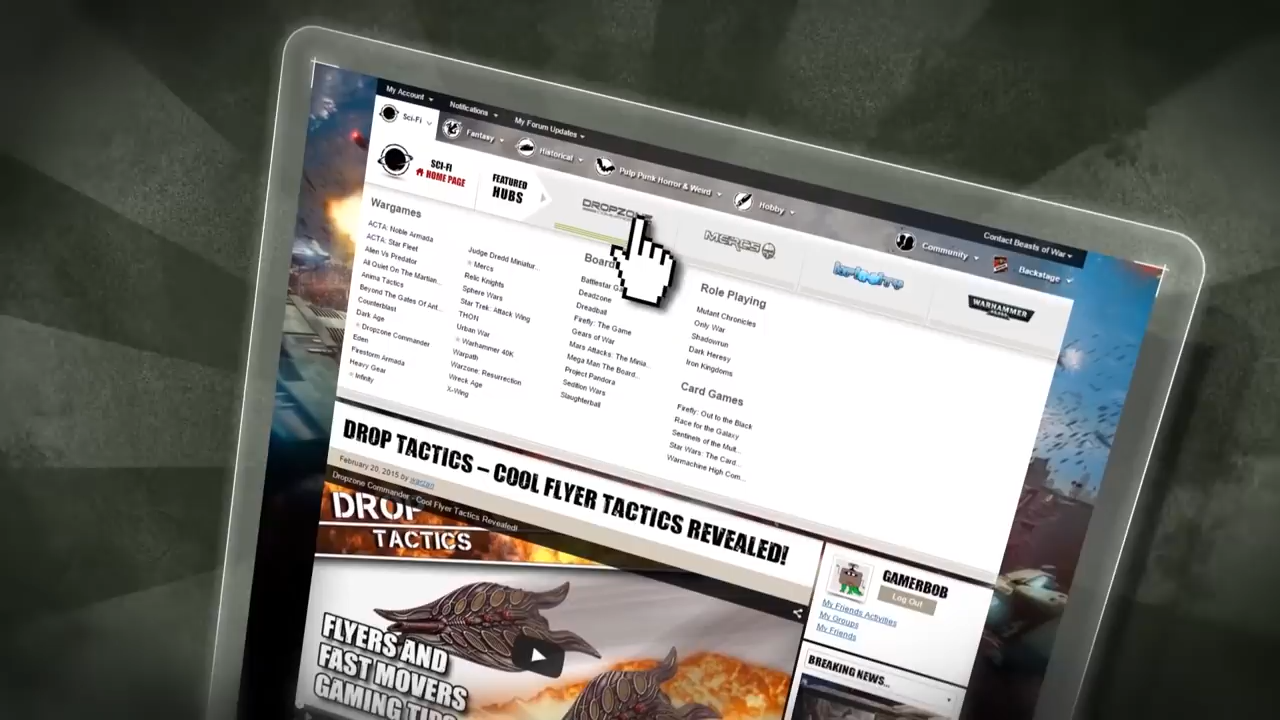 My Account
Notifications
My Forum Updates
Contact Beasts of War
Sci-Fi
Fantasy
Historical
Pulp Punk Horror & Weird
Hobby
Community
Backstage
SCI-FI
HOME PAGE
FEATURED
HUBS
DROPZONE
MERCS
Infinity
WARHAMMER
40,000
Wargames
ACTA: Noble Armada
ACTA: Star Fleet
Alien Vs Predator
All Quiet On The Martian...
Anima Tactics
Beyond The Gates Of Ant...
Counterblast
Dark Age
Dropzone Commander
Eden
Firestorm Armada
Heavy Gear
Infinity
Judge Dredd Miniatur...
Mercs
Relic Knights
Sphere Wars
Star Trek: Attack Wing
THON
Urban War
Warhammer 40K
Warpath
Warzone: Resurrection
Wreck Age
X-Wing
Board
Battlestar
Deadzone
Dreadball
Firefly: The Game
Gears of War
Mars Attacks: The Minia...
Mega Man The Board...
Project Pandora
Sedition Wars
Slaughterball
Role Playing
Mutant Chronicles
Only War
Shadowrun
Dark Heresy
Iron Kingdoms
Card Games
Firefly: Out to the Black
Race for the Galaxy
Sentinels of the Mult...
Star Wars: The Card...
Warmachine High Com...
DROP TACTICS – COOL FLYER TACTICS REVEALED!
February 20, 2015 by warzan
Dropzone Commander - Cool Flyer Tactics Revealed!
DROP
TACTICS
FLYERS AND
FAST MOVERS
GAMING TIPS
GAMERBOB
Log Out
My Friends Activities
My Groups
My Friends
BREAKING NEWS...